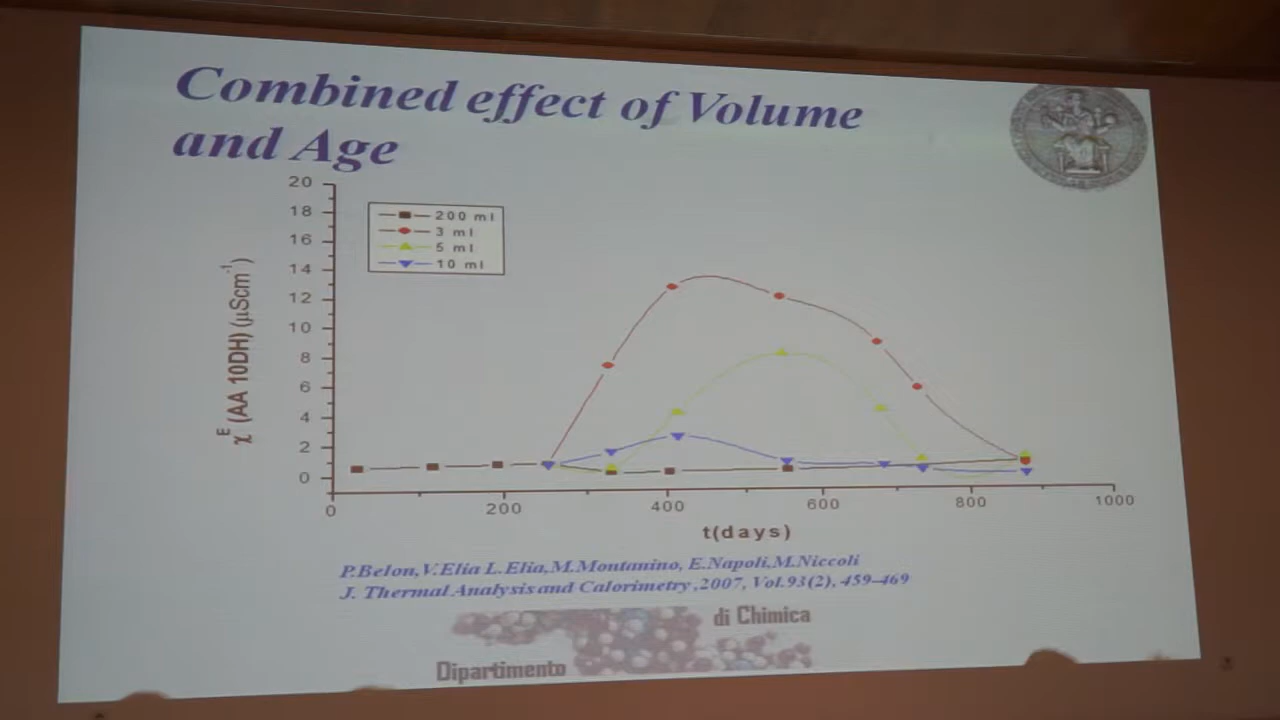 Combined effect of Volume
and Age
20
18
16
14
12
10
8
6
4
2
0
200 ml
3 ml
5 ml
10 ml
χᴱ (AA 10DH) (μScm⁻¹)
0 200 400 600 800 1000
t(days)
P.Belon,V.Elia L.Elia,M.Montanino, E.Napoli,M.Niccoli
J. Thermal Analysis and Calorimetry ,2007, Vol.93(2), 459-469
di Chimica
Dipartimento